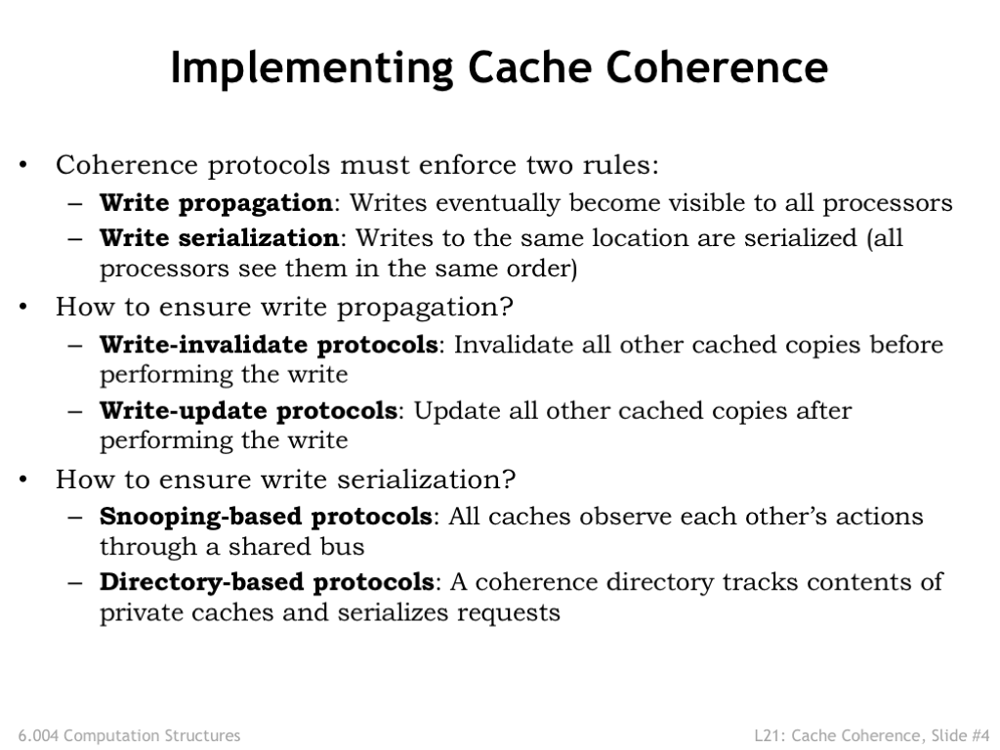 Implementing Cache Coherence
• Coherence protocols must enforce two rules:
– Write propagation: Writes eventually become visible to all processors
– Write serialization: Writes to the same location are serialized (all
processors see them in the same order)
• How to ensure write propagation?
– Write-invalidate protocols: Invalidate all other cached copies before
performing the write
– Write-update protocols: Update all other cached copies after
performing the write
• How to ensure write serialization?
– Snooping-based protocols: All caches observe each other’s actions
through a shared bus
– Directory-based protocols: A coherence directory tracks contents of
private caches and serializes requests
6.004 Computation Structures
L21: Cache Coherence, Slide #4